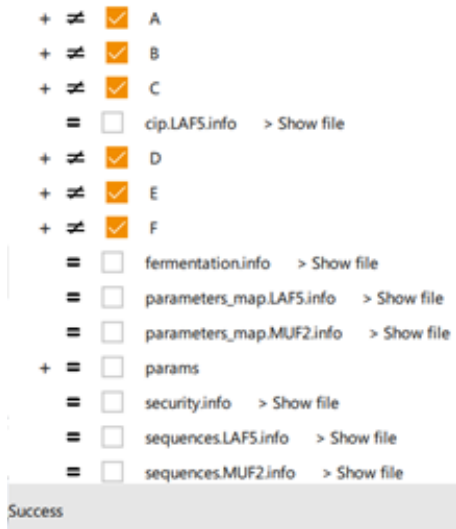 + ≠ A
+ ≠ B
+ ≠ C
= cip.LAF5.info > Show file
+ ≠ D
+ ≠ E
+ ≠ F
= fermentation.info > Show file
= parameters_map.LAF5.info > Show file
= parameters_map.MUF2.info > Show file
+ = params
= security.info > Show file
= sequences.LAF5.info > Show file
= sequences.MUF2.info > Show file
Success